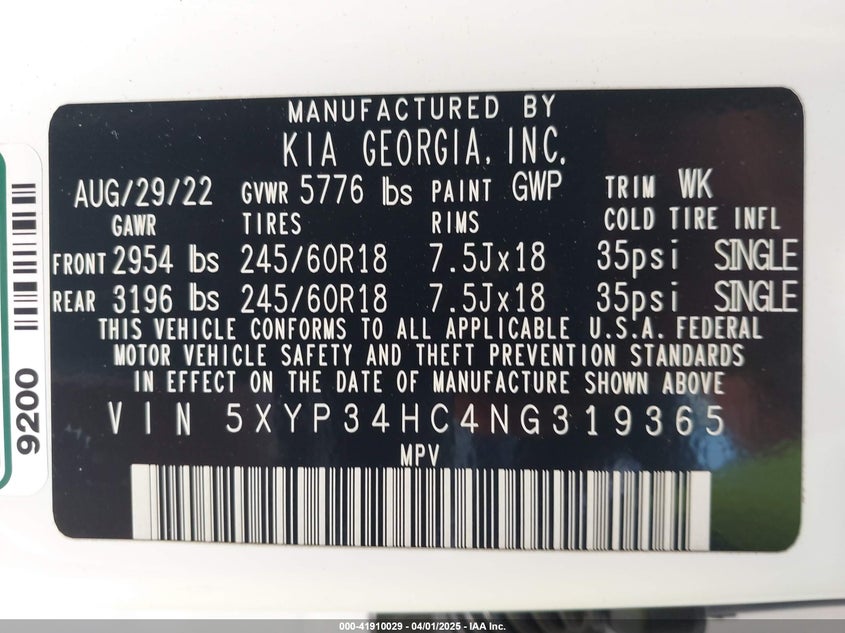 MANUFACTURED BY
KIA GEORGIA, INC.
AUG/29/22 GVWR 5776 lbs PAINT GWP TRIM WK
GAWR TIRES RIMS COLD TIRE INFL
FRONT 2954 lbs 245/60R18 7.5Jx18 35psi SINGLE
REAR 3196 lbs 245/60R18 7.5Jx18 35psi SINGLE
THIS VEHICLE CONFORMS TO ALL APPLICABLE U.S.A. FEDERAL
MOTOR VEHICLE SAFETY AND THEFT PREVENTION STANDARDS
IN EFFECT ON THE DATE OF MANUFACTURE SHOWN ABOVE
VIN 5XYP34HC4NG319365
MPV
9200
000-41910029 - 04/01/2025 - IAA Inc.